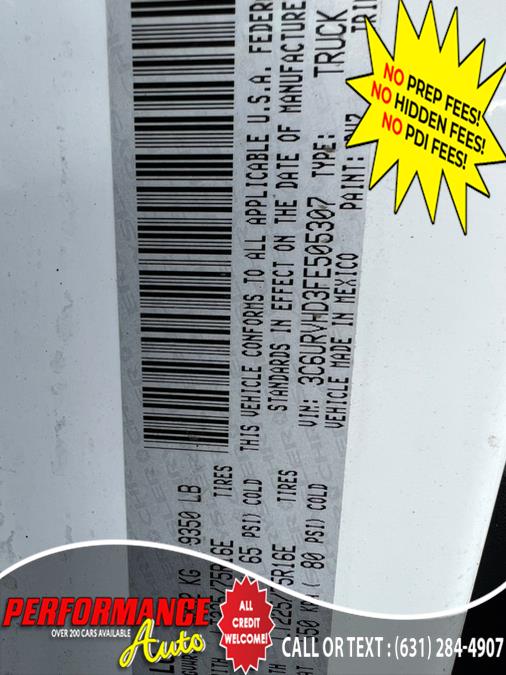 NO PREP FEES!
NO HIDDEN FEES!
NO PDI FEES!
9350 LB
TIRES
65 PSI) COLD
TIRES
80 PSI) COLD
THIS VEHICLE CONFORMS TO ALL APPLICABLE U.S.A. FEDER
STANDARDS IN EFFECT ON THE DATE OF MANUFACTURE
VIN: 3C6URVHD3FE505307 TYPE: TRUCK
VEHICLE MADE IN MEXICO PAINT:
PERFORMANCE
Auto
OVER 200 CARS AVAILABLE
ALL
CREDIT
WELCOME!
CALL OR TEXT : (631) 284-4907